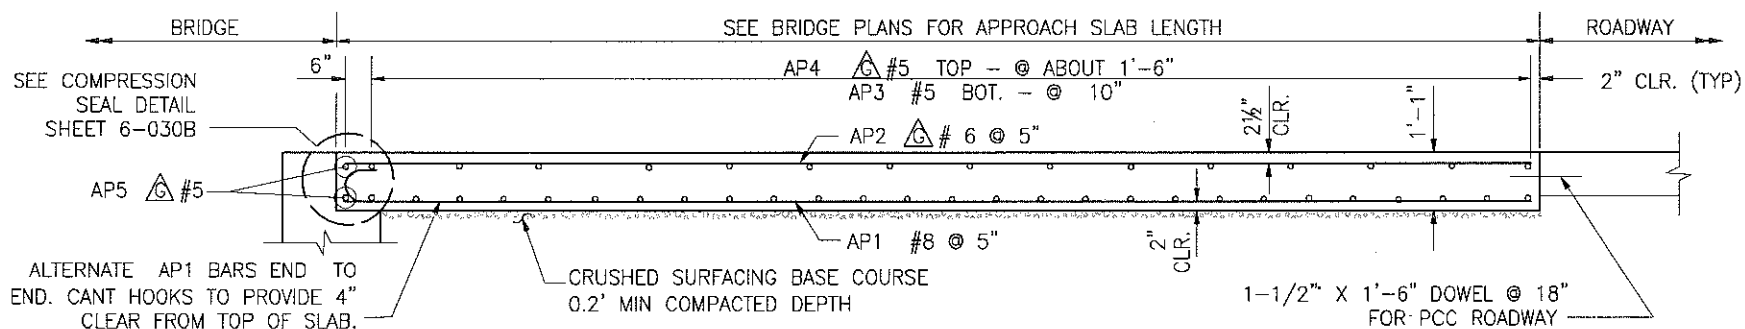 BRIDGE
SEE BRIDGE PLANS FOR APPROACH SLAB LENGTH
ROADWAY
6"
AP4 G #5 TOP - @ ABOUT 1'-6"
AP3 #5 BOT. - @ 10"
2" CLR. (TYP)
SEE COMPRESSION
SEAL DETAIL
SHEET 6-030B
2½"
CLR.
1'-1"
AP2 G # 6 @ 5"
AP5 G #5
AP1 #8 @ 5"
2"
CLR.
ALTERNATE AP1 BARS END TO
END. CANT HOOKS TO PROVIDE 4"
CLEAR FROM TOP OF SLAB.
CRUSHED SURFACING BASE COURSE
0.2' MIN COMPACTED DEPTH
1-1/2" X 1'-6" DOWEL @ 18"
FOR PCC ROADWAY